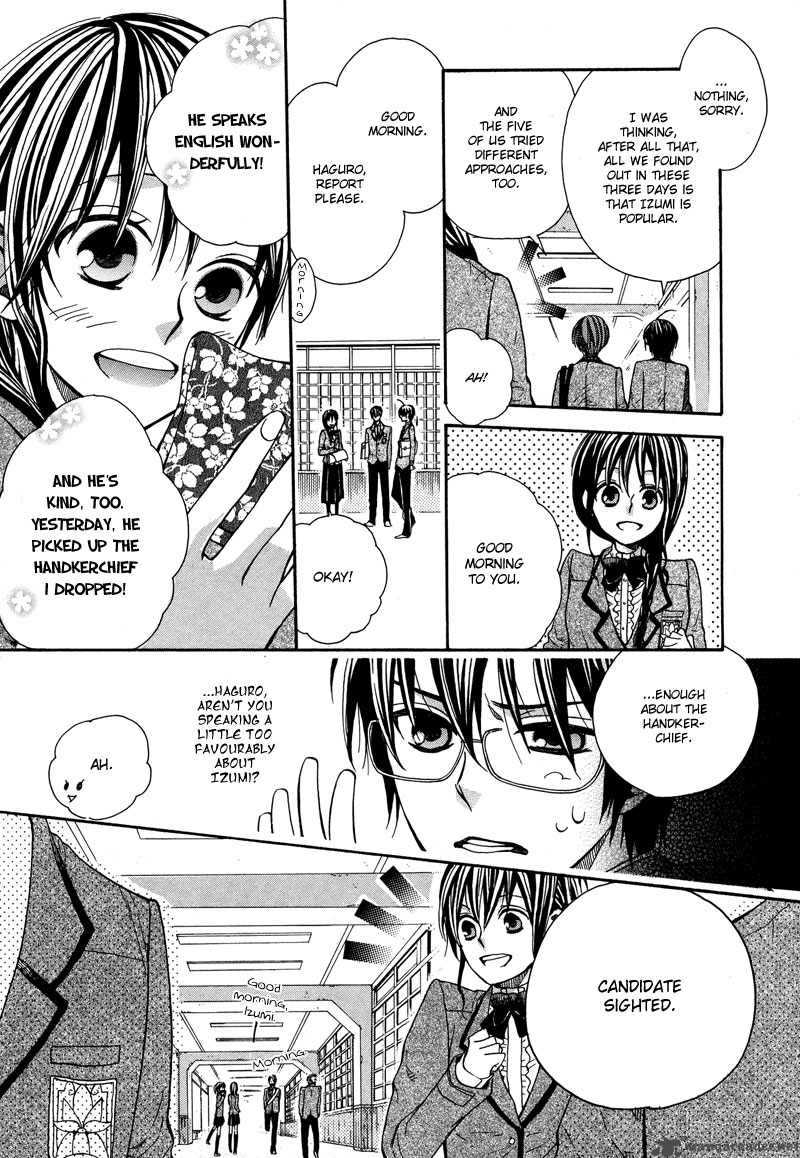 ...
NOTHING,
SORRY.
I WAS
THINKING,
AFTER ALL THAT,
ALL WE FOUND
OUT IN THESE
THREE DAYS IS
THAT IZUMI IS
POPULAR.
AND
THE FIVE
OF US TRIED
DIFFERENT
APPROACHES,
TOO.
AH!
GOOD
MORNING
TO YOU.
GOOD
MORNING.
HAGURO,
REPORT
PLEASE.
Morning
OKAY!
HE SPEAKS
ENGLISH WON-
DERFULLY!
AND HE'S
KIND, TOO.
YESTERDAY, HE
PICKED UP THE
HANDKERCHIEF
I DROPPED!
...ENOUGH
ABOUT THE
HANDKER-
CHIEF.
...HAGURO,
AREN'T YOU
SPEAKING A
LITTLE TOO
FAVOURABLY
ABOUT
IZUMI?
AH.
CANDIDATE
SIGHTED.
Good
morning,
Izumi.
Morning